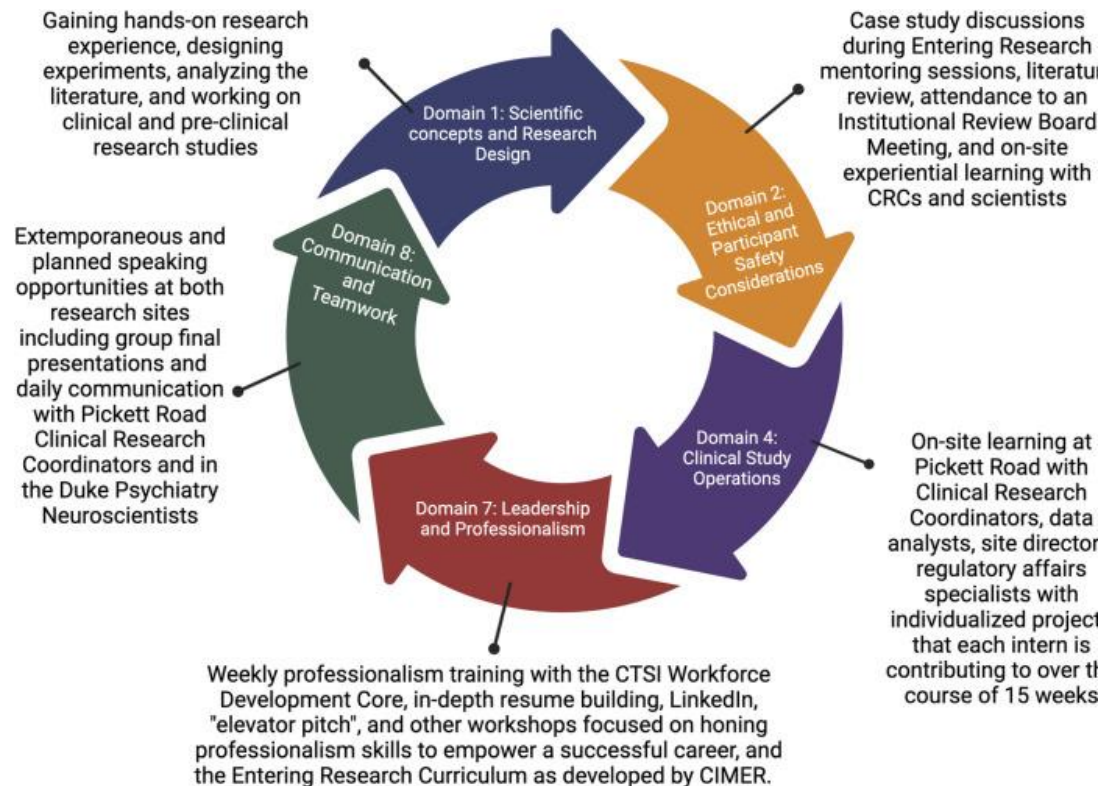 Gaining hands-on research
experience, designing
experiments, analyzing the
literature, and working on
clinical and pre-clinical
research studies
Domain 1: Scientific
concepts and Research
Design
Case study discussions
during Entering Research
mentoring sessions, literatur
review, attendance to an
Institutional Review Board
Meeting, and on-site
experiential learning with
CRCs and scientists
Domain 2:
Ethical and
Participant
Safety
Considerations
Domain 4:
Clinical Study
Operations
On-site learning at
Pickett Road with
Clinical Research
Coordinators, data
analysts, site director
regulatory affairs
specialists with
individualized project
that each intern is
contributing to over th
course of 15 weeks
Domain 7: Leadership
and Professionalism
Weekly professionalism training with the CTSI Workforce
Development Core, in-depth resume building, LinkedIn,
"elevator pitch", and other workshops focused on honing
professionalism skills to empower a successful career, and
the Entering Research Curriculum as developed by CIMER.
Domain 8:
Communication
and
Teamwork
Extemporaneous and
planned speaking
opportunities at both
research sites
including group final
presentations and
daily communication
with Pickett Road
Clinical Research
Coordinators and in
the Duke Psychiatry
Neuroscientists